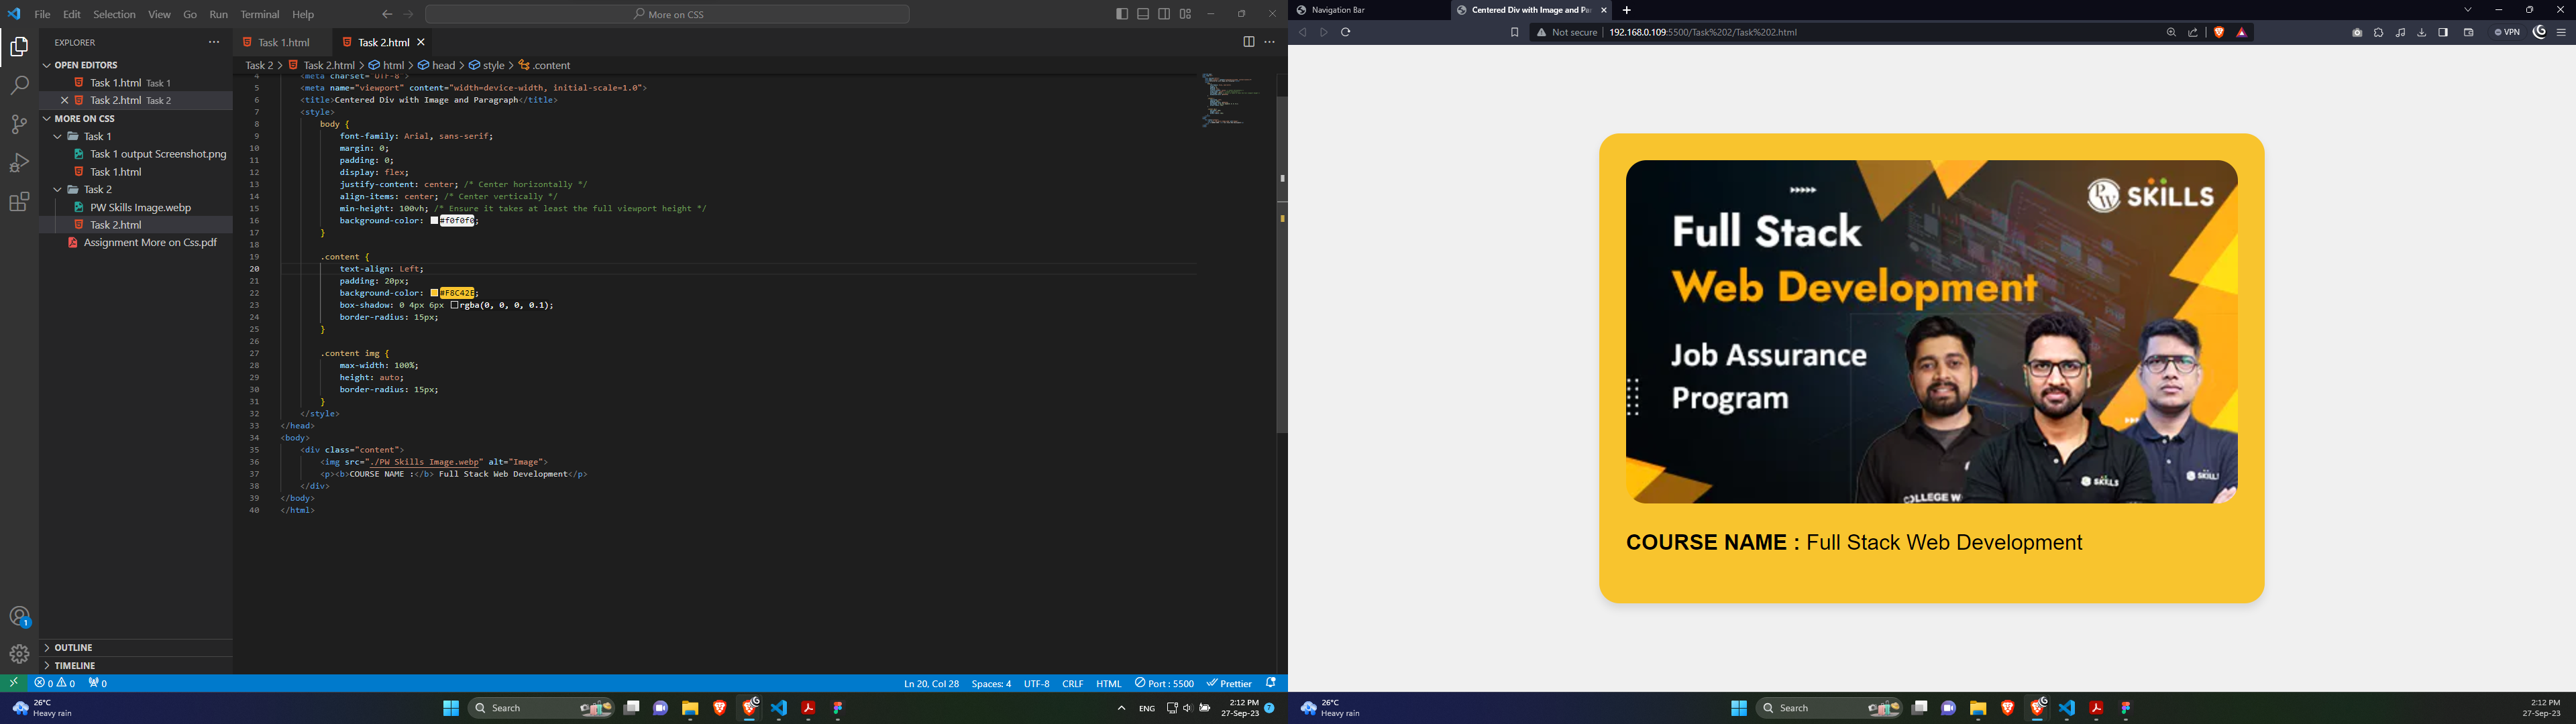 File Edit Selection View Go Run Terminal Help
More on CSS
EXPLORER
OPEN EDITORS
Task 1.html Task 1
Task 2.html Task 2
MORE ON CSS
Task 1
Task 1 output Screenshot.png
Task 1.html
Task 2
PW Skills Image.webp
Task 2.html
Assignment More on Css.pdf
1
OUTLINE
TIMELINE
Task 1.html
Task 2.html
Task 2 > Task 2.html > html > head > style > .content
4 <meta charset="UTF-8">
5 <meta name="viewport" content="width=device-width, initial-scale=1.0">
6 <title>Centered Div with Image and Paragraph</title>
7 <style>
8 body {
9 font-family: Arial, sans-serif;
10 margin: 0;
11 padding: 0;
12 display: flex;
13 justify-content: center; /* Center horizontally */
14 align-items: center; /* Center vertically */
15 min-height: 100vh; /* Ensure it takes at least the full viewport height */
16 background-color: #f0f0f0;
17 }
18
19 .content {
20 text-align: Left;
21 padding: 20px;
22 background-color: #F8C42E;
23 box-shadow: 0 4px 6px rgba(0, 0, 0, 0.1);
24 border-radius: 15px;
25 }
26
27 .content img {
28 max-width: 100%;
29 height: auto;
30 border-radius: 15px;
31 }
32 </style>
33 </head>
34 <body>
35 <div class="content">
36 <img src="./PW Skills Image.webp" alt="Image">
37 <p><b>COURSE NAME :</b> Full Stack Web Development</p>
38 </div>
39 </body>
40 </html>
0 0 0
Ln 20, Col 28 Spaces: 4 UTF-8 CRLF HTML Port : 5500 Prettier
26°C
Heavy rain
Search
ENG
2:12 PM
27-Sep-23
7
Navigation Bar
Centered Div with Image and Pa
Not secure 192.168.0.109:5500/Task%202/Task%202.html
VPN
PW SKILLS
Full Stack
Web Development
Job Assurance
Program
COLLEGE W
SKILLS
SKILLS
COURSE NAME : Full Stack Web Development
26°C
Heavy rain
Search
2:12 PM
27-Sep-23